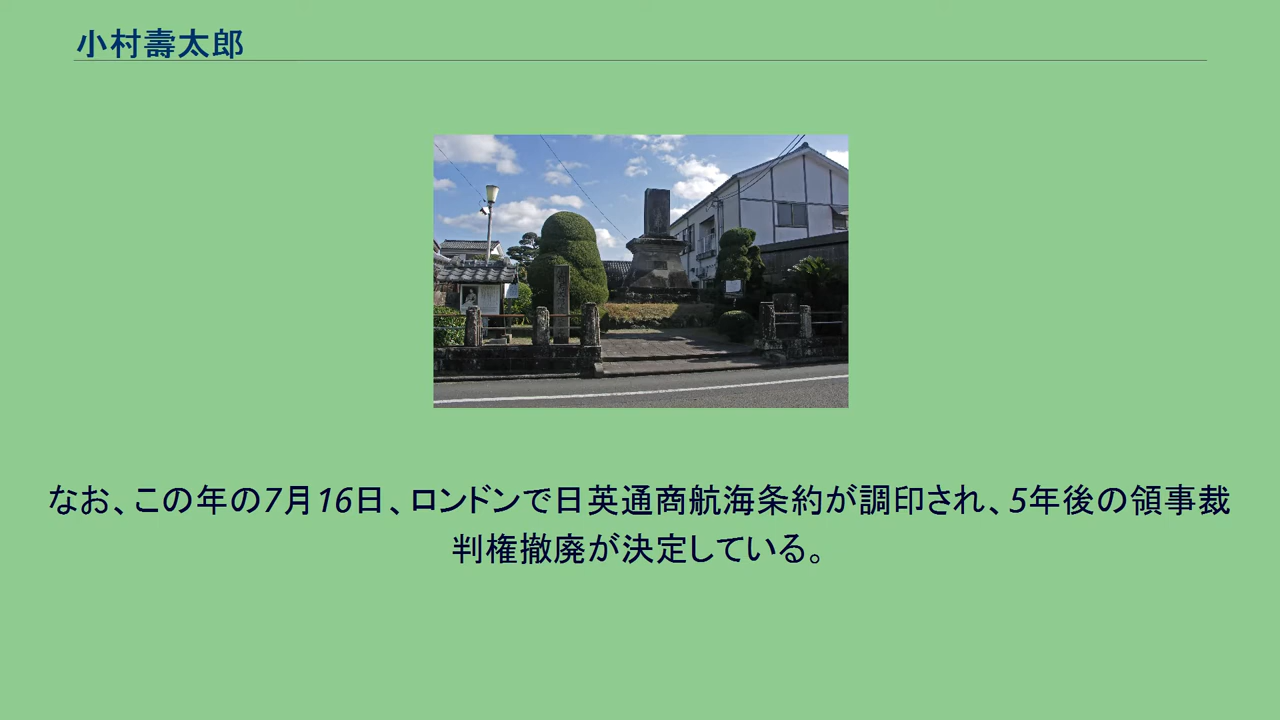 小村壽太郎
なお、この年の7月16日、ロンドンで日英通商航海条約が調印され、5年後の領事裁
判権撤廃が決定している。